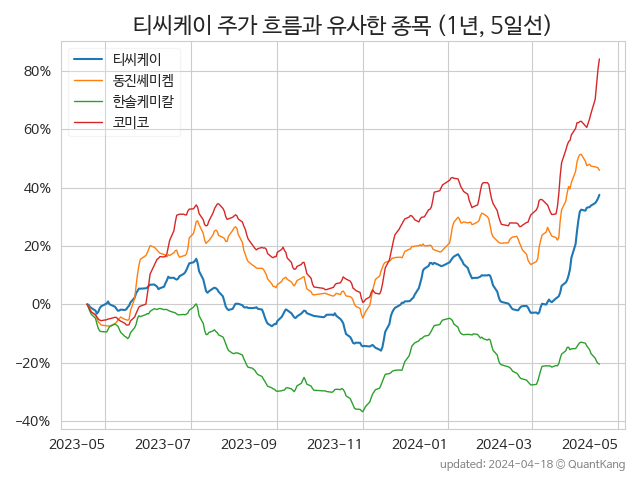 티씨케이 주가 흐름과 유사한 종목 (1년, 5일선)
티씨케이
동진쎄미켐
한솔케미칼
코미코
80%
60%
40%
20%
0%
−20%
−40%
2023-05 2023-07 2023-09 2023-11 2024-01 2024-03 2024-05
updated: 2024-04-18 © QuantKang